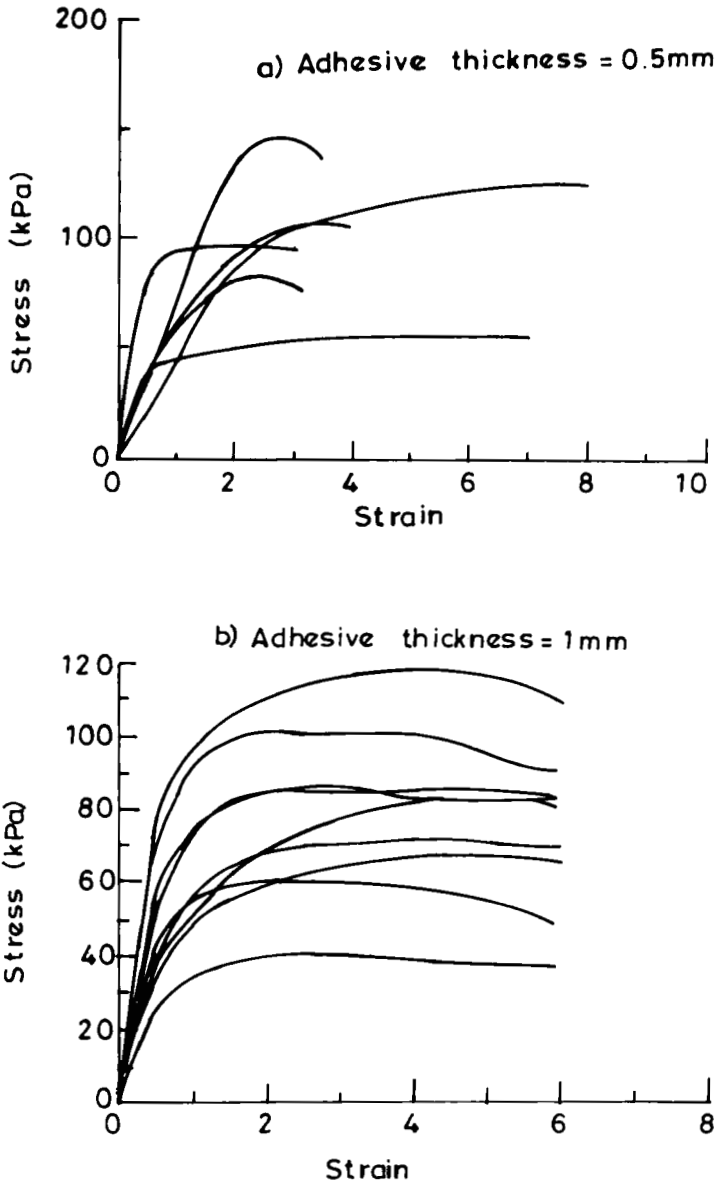 200
a) Adhesive thickness = 0.5mm
100
0
Stress (kPa)
0 2 4 6 8 10
Strain
b) Adhesive thickness = 1mm
120
100
80
60
40
20
0
Stress (kPa)
0 2 4 6 8
Strain